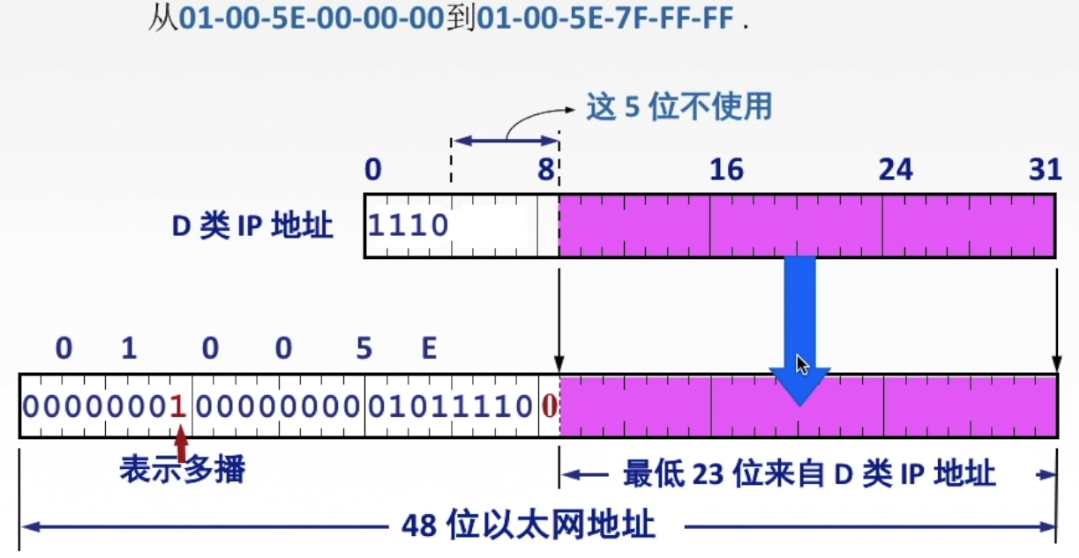 从01-00-5E-00-00-00到01-00-5E-7F-FF-FF .
这 5 位不使用
0 8 16 24 31
D 类 IP 地址 1110
0 1 0 0 5 E
00000001 00000000 01011110 0
表示多播
最低 23 位来自 D 类 IP 地址
48 位以太网地址